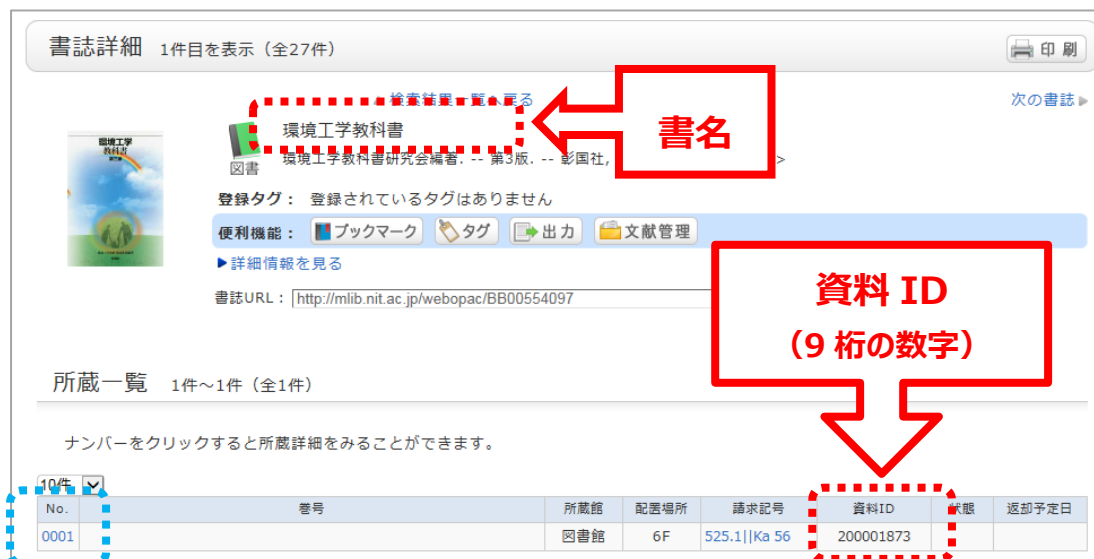 書誌詳細 1件目を表示（全27件）
印 刷
検索結果一覧へ戻る
次の書誌▶
書名
環境工学
教科書
第三版
環境工学教科書
図書
環境工学教科書研究会編著. -- 第3版. -- 彰国社,
>
登録タグ： 登録されているタグはありません
便利機能： ブックマーク タグ 出力 文献管理
▶詳細情報を見る
書誌URL： http://mlib.nit.ac.jp/webopac/BB00554097
資料 ID
（9 桁の数字）
所蔵一覧 1件～1件（全1件）
ナンバーをクリックすると所蔵詳細をみることができます。
10件
No. 巻号 所蔵館 配置場所 請求記号 資料ID 状態 返却予定日
0001 図書館 6F 525.1||Ka 56 200001873